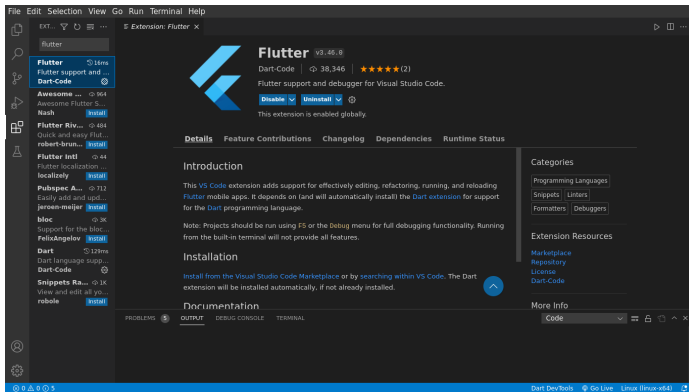 File Edit Selection View Go Run Terminal Help
EXT...
flutter
Flutter 16ms
Flutter support and ...
Dart-Code
Awesome ... 964
Awesome Flutter S...
Nash Install
Flutter Riv... 484
Quick and easy Flut...
robert-brun... Install
Flutter Intl 44
Flutter localization ...
localizely Install
Pubspec A... 712
Easily add and upd...
jeroen-meijer Install
bloc 3K
Support for the bloc...
FelixAngelov Install
Dart 129ms
Dart language supp...
Dart-Code
Snippets Ra... 1K
View and edit all yo...
robole Install
Extension: Flutter ×
Flutter v3.46.0
Dart-Code 38,346 ★★★★★(2)
Flutter support and debugger for Visual Studio Code.
Disable Uninstall
This extension is enabled globally.
Details Feature Contributions Changelog Dependencies Runtime Status
Introduction
This VS Code extension adds support for effectively editing, refactoring, running, and reloading
Flutter mobile apps. It depends on (and will automatically install) the Dart extension for support
for the Dart programming language.
Note: Projects should be run using F5 or the Debug menu for full debugging functionality. Running
from the built-in terminal will not provide all features.
Installation
Install from the Visual Studio Code Marketplace or by searching within VS Code. The Dart
extension will be installed automatically, if not already installed.
Documentation
Categories
Programming Languages
Snippets Linters
Formatters Debuggers
Extension Resources
Marketplace
Repository
License
Dart-Code
More Info
PROBLEMS 5 OUTPUT DEBUG CONSOLE TERMINAL
Code
0 0 5
Dart DevTools Go Live Linux (linux-x64)